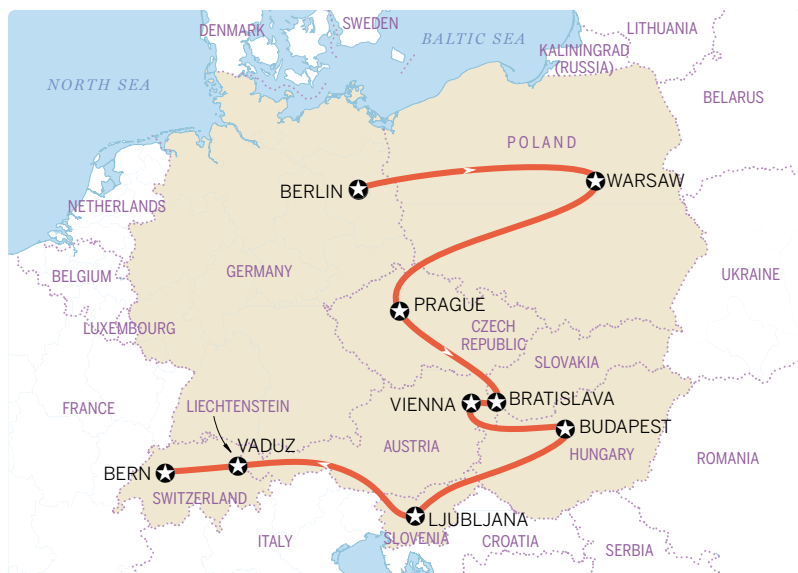 DENMARK
SWEDEN
BALTIC SEA
LITHUANIA
KALININGRAD
(RUSSIA)
NORTH SEA
BELARUS
POLAND
BERLIN
WARSAW
NETHERLANDS
BELGIUM
GERMANY
UKRAINE
PRAGUE
LUXEMBOURG
CZECH
REPUBLIC
SLOVAKIA
FRANCE
LIECHTENSTEIN
VIENNA
BRATISLAVA
BUDAPEST
VADUZ
AUSTRIA
HUNGARY
ROMANIA
BERN
SWITZERLAND
LJUBLJANA
ITALY
SLOVENIA
CROATIA
SERBIA